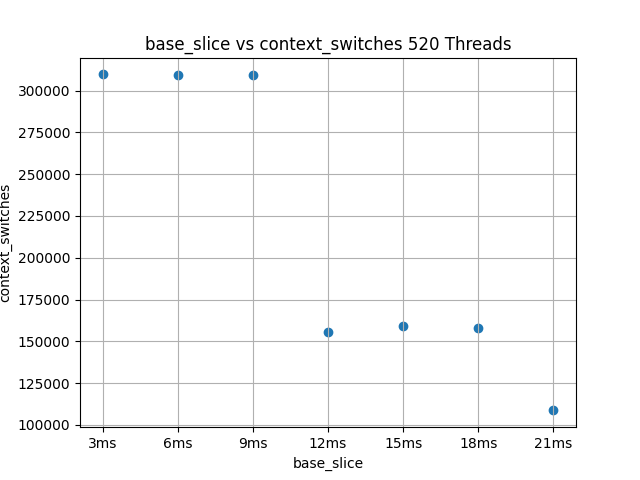 base_slice vs context_switches 520 Threads
context_switches
300000
275000
250000
225000
200000
175000
150000
125000
100000
3ms 6ms 9ms 12ms 15ms 18ms 21ms
base_slice